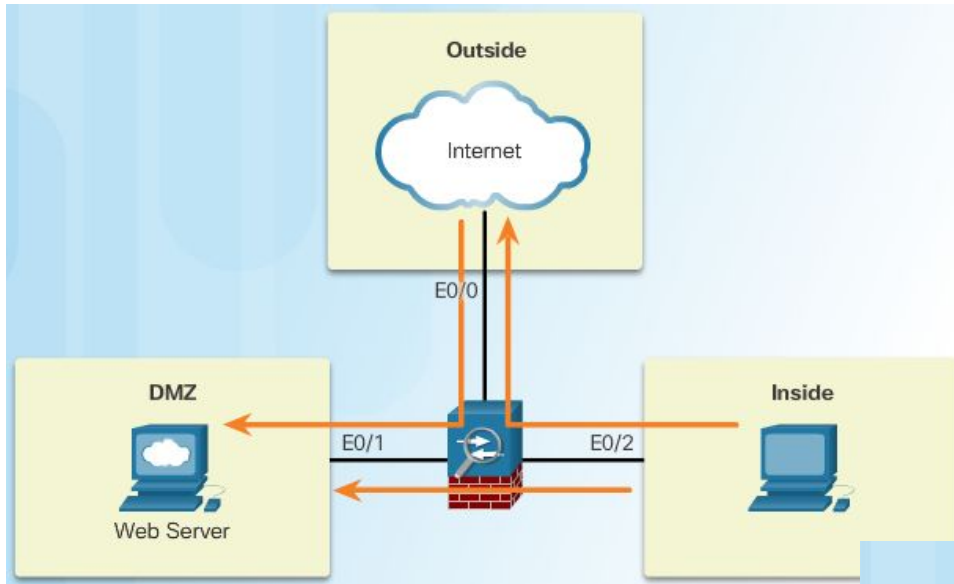 Outside
Internet
E0/0
DMZ
Inside
E0/1
E0/2
Web Server